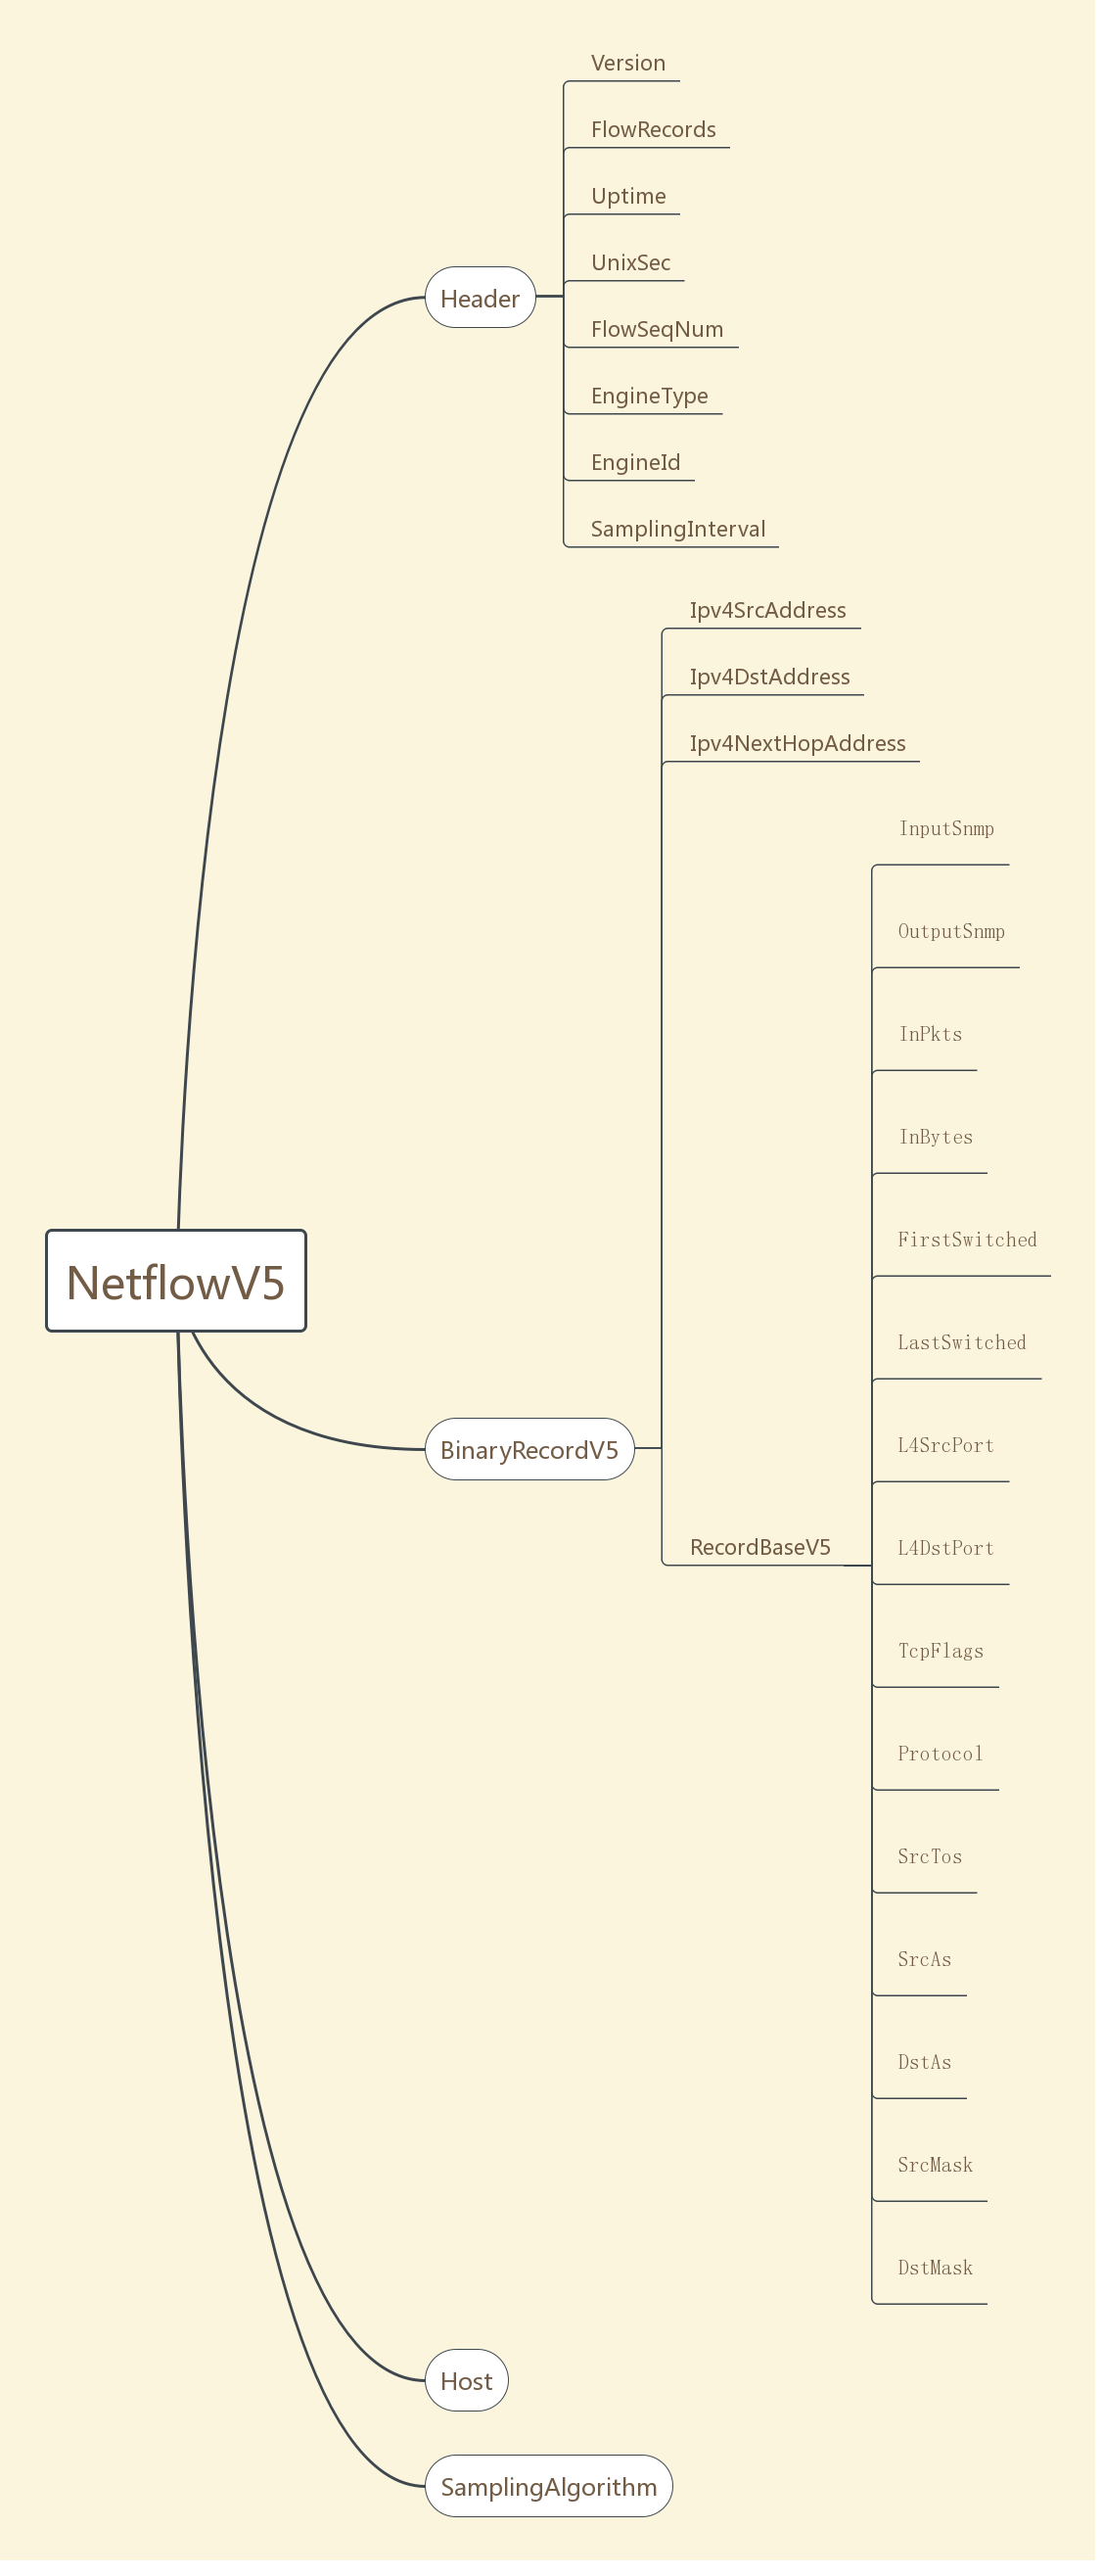 Version
FlowRecords
Uptime
UnixSec
Header
FlowSeqNum
EngineType
EngineId
SamplingInterval
Ipv4SrcAddress
Ipv4DstAddress
Ipv4NextHopAddress
InputSnmp
OutputSnmp
InPkts
InBytes
FirstSwitched
NetflowV5
LastSwitched
L4SrcPort
BinaryRecordV5
RecordBaseV5
L4DstPort
TcpFlags
Protocol
SrcTos
SrcAs
DstAs
SrcMask
DstMask
Host
SamplingAlgorithm